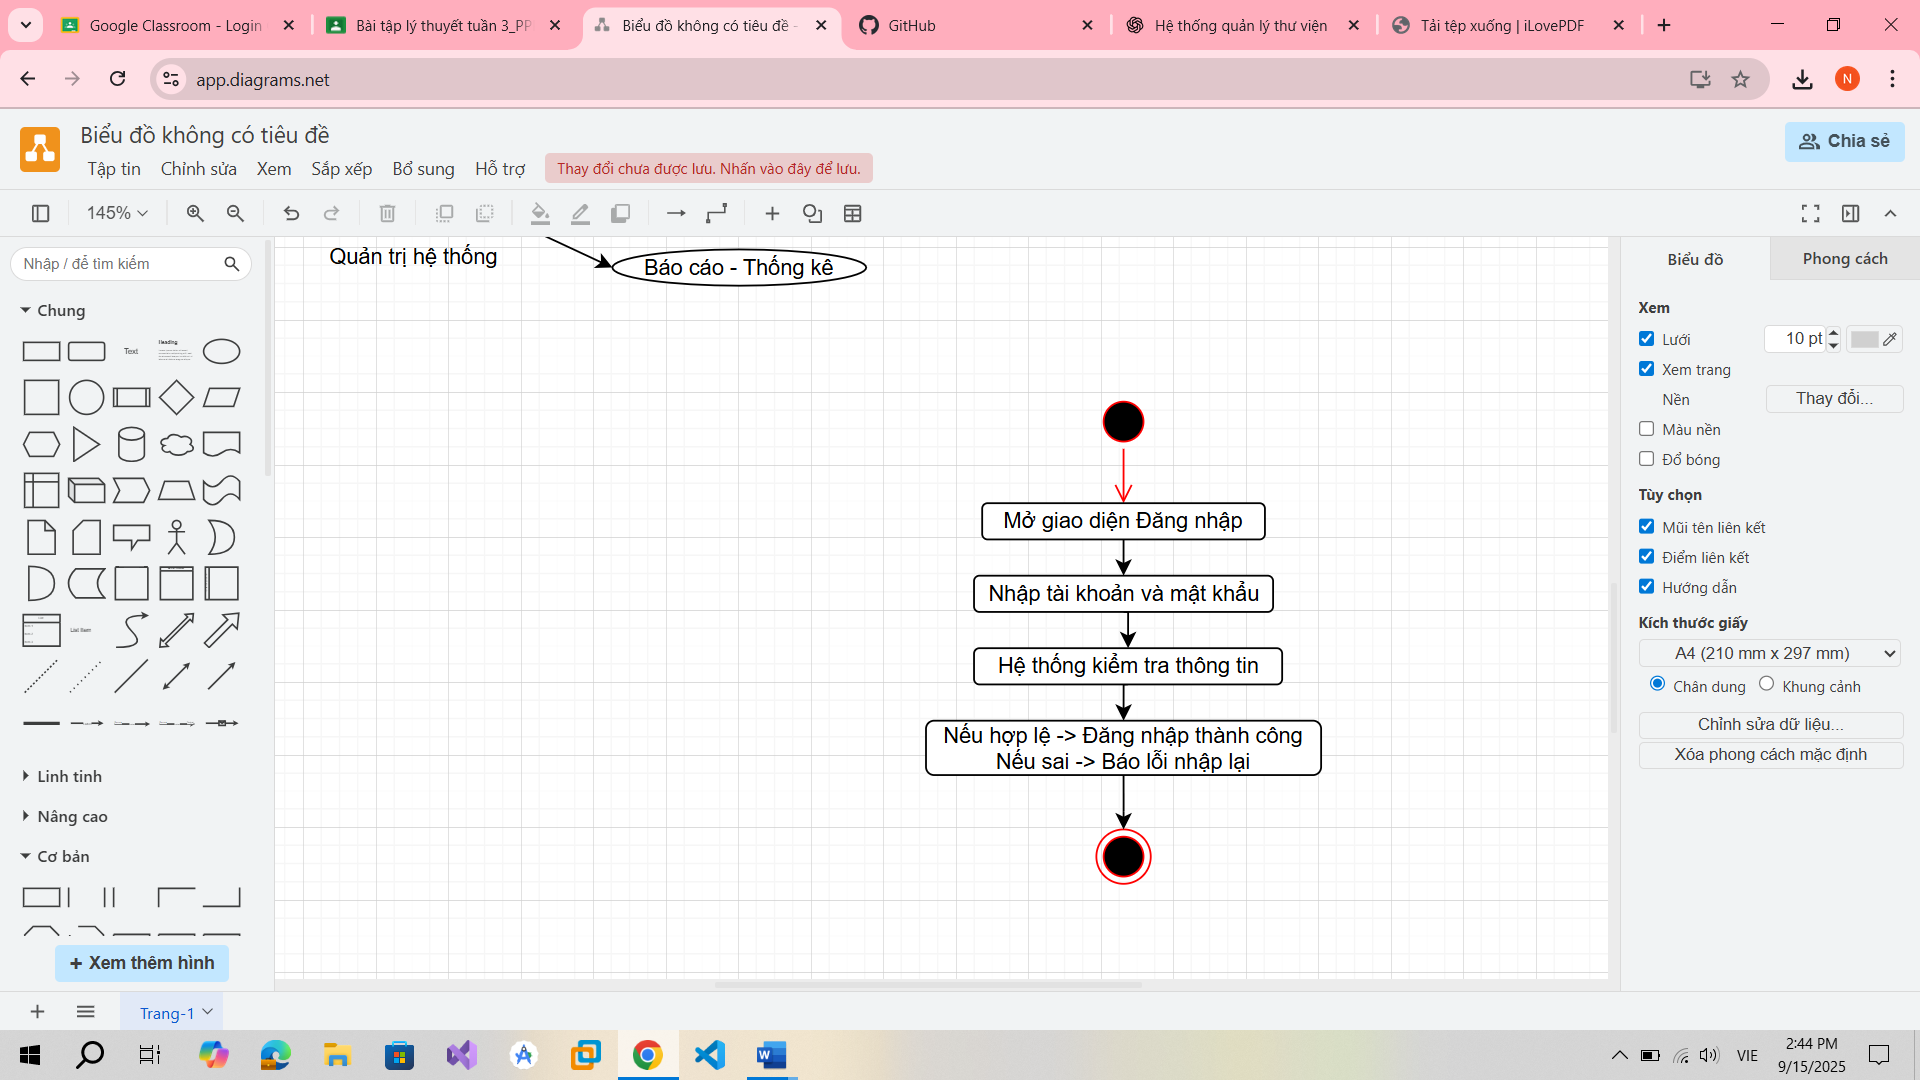 Google Classroom - Login
Bài tập lý thuyết tuần 3_PP
Biểu đồ không có tiêu đề -
GitHub
Hệ thống quản lý thư viện
Tải tệp xuống | iLovePDF
app.diagrams.net
N
Biểu đồ không có tiêu đề
Tập tin
Chỉnh sửa
Xem
Sắp xếp
Bổ sung
Hỗ trợ
Thay đổi chưa được lưu. Nhấn vào đây để lưu.
Chia sẻ
145%
Nhập / để tìm kiếm
Chung
Text
Heading
List Item
Linh tinh
Nâng cao
Cơ bản
+ Xem thêm hình
Quản trị hệ thống
Báo cáo - Thống kê
Mở giao diện Đăng nhập
Nhập tài khoản và mật khẩu
Hệ thống kiểm tra thông tin
Nếu hợp lệ -> Đăng nhập thành công
Nếu sai -> Báo lỗi nhập lại
Biểu đồ
Phong cách
Xem
Lưới
10 pt
Xem trang
Nền
Thay đổi...
Màu nền
Đổ bóng
Tùy chọn
Mũi tên liên kết
Điểm liên kết
Hướng dẫn
Kích thước giấy
A4 (210 mm x 297 mm)
Chân dung
Khung cảnh
Chỉnh sửa dữ liệu...
Xóa phong cách mặc định
Trang-1
VIE
2:44 PM
9/15/2025